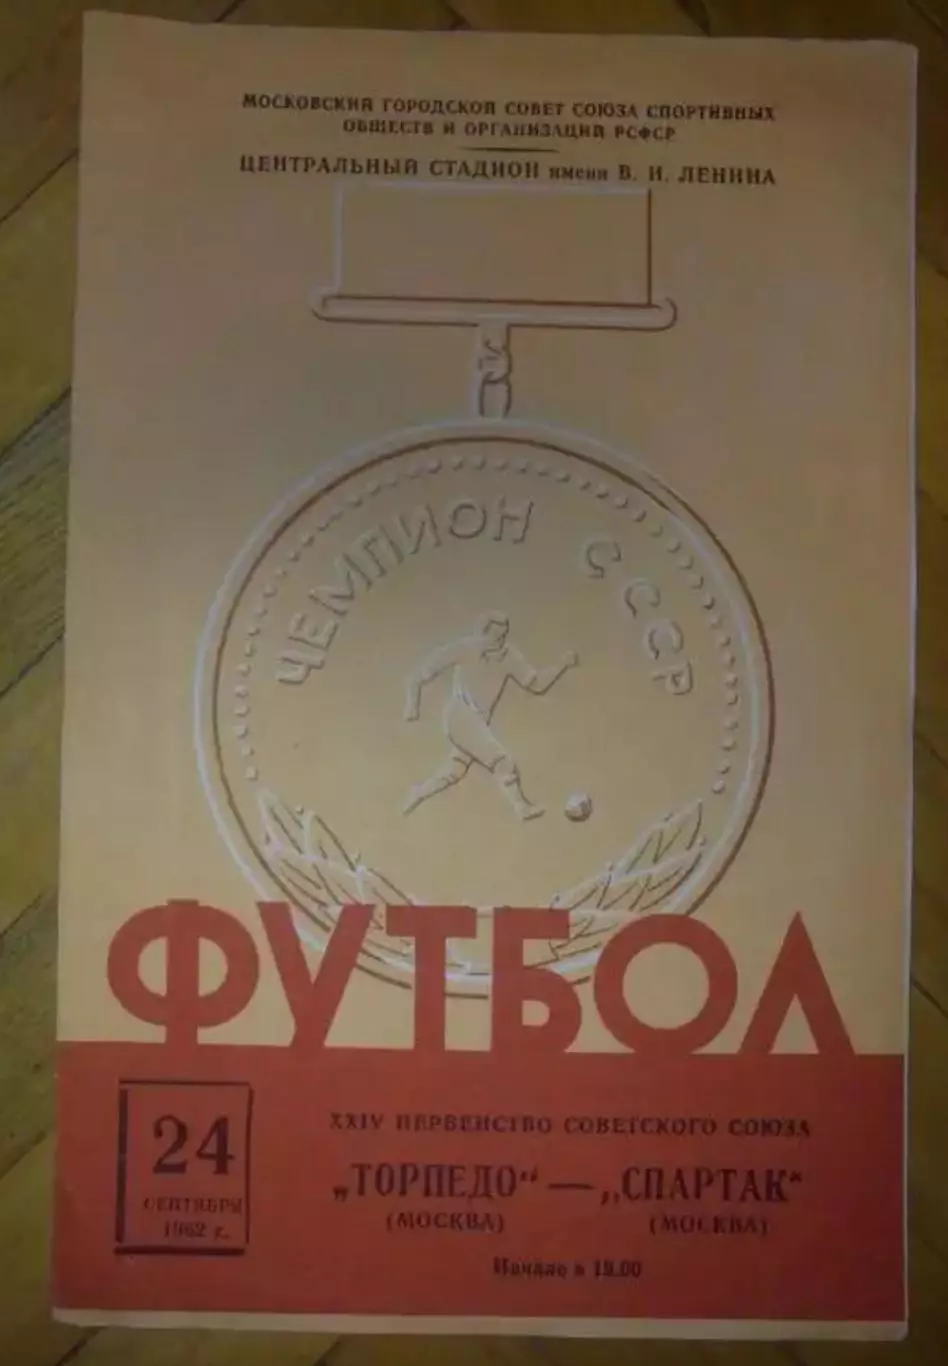 МОСКОВСКИЙ ГОРОДСКОЙ СОВЕТ СОЮЗА СПОРТИВНЫХ
ОБЩЕСТВ И ОРГАНИЗАЦИЙ РСФСР
ЦЕНТРАЛЬНЫЙ СТАДИОН имени В. И. ЛЕНИНА
ЧЕМПИОН СССР
ФУТБОЛ
24
СЕНТЯБРЯ
1962 г.
XXIV ПЕРВЕНСТВО СОВЕТСКОГО СОЮЗА
„ТОРПЕДО“ — „СПАРТАК“
(МОСКВА) (МОСКВА)
Начало в 19.00